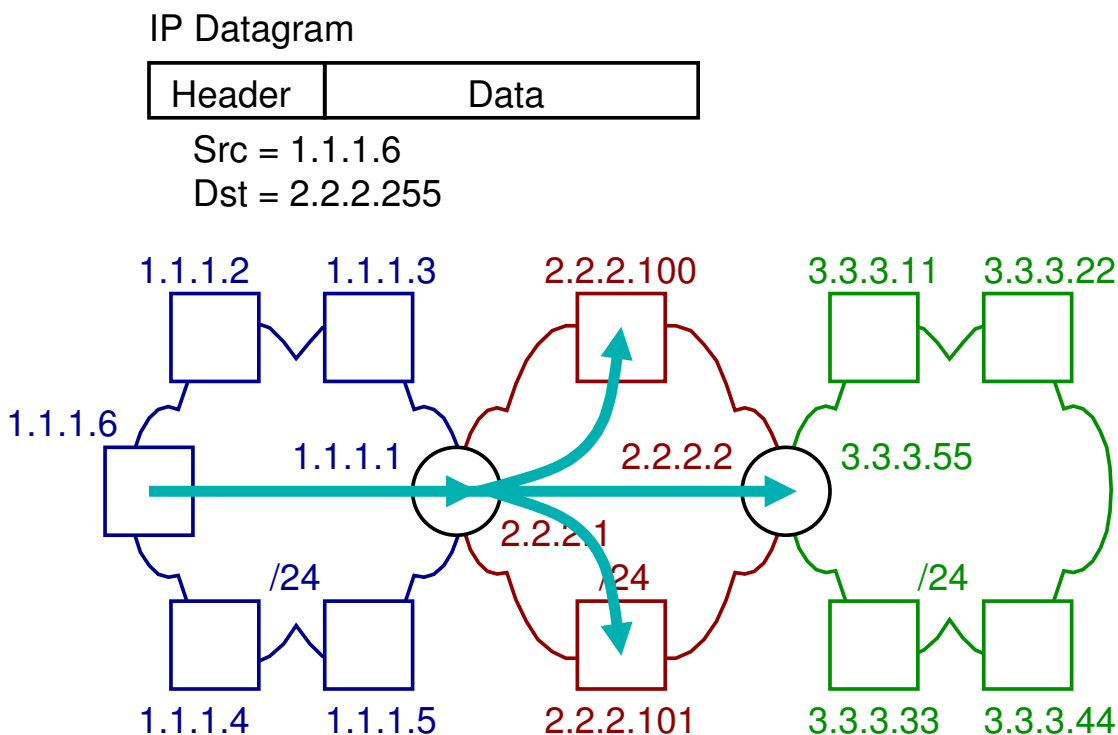 IP Datagram
Header Data
Src = 1.1.1.6
Dst = 2.2.2.255
1.1.1.2 1.1.1.3 2.2.2.100 3.3.3.11 3.3.3.22
1.1.1.6
1.1.1.1 2.2.2.2 3.3.3.55
2.2.2.1
/24 /24 /24
1.1.1.4 1.1.1.5 2.2.2.101 3.3.3.33 3.3.3.44